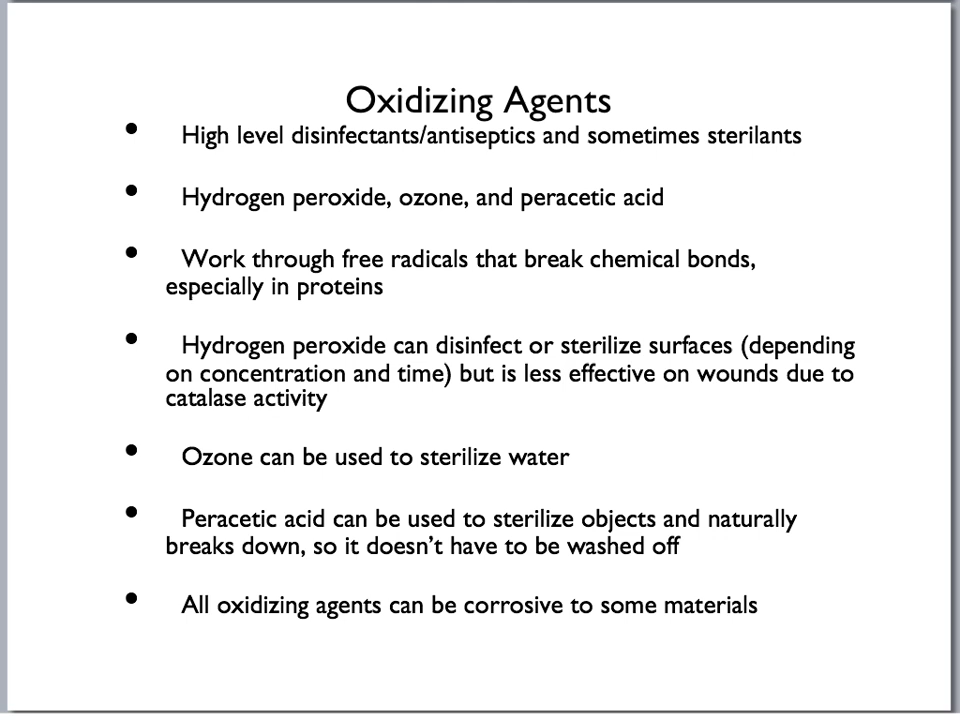 Oxidizing Agents
• High level disinfectants/antiseptics and sometimes sterilants
• Hydrogen peroxide, ozone, and peracetic acid
• Work through free radicals that break chemical bonds,
especially in proteins
• Hydrogen peroxide can disinfect or sterilize surfaces (depending
on concentration and time) but is less effective on wounds due to
catalase activity
• Ozone can be used to sterilize water
• Peracetic acid can be used to sterilize objects and naturally
breaks down, so it doesn’t have to be washed off
• All oxidizing agents can be corrosive to some materials